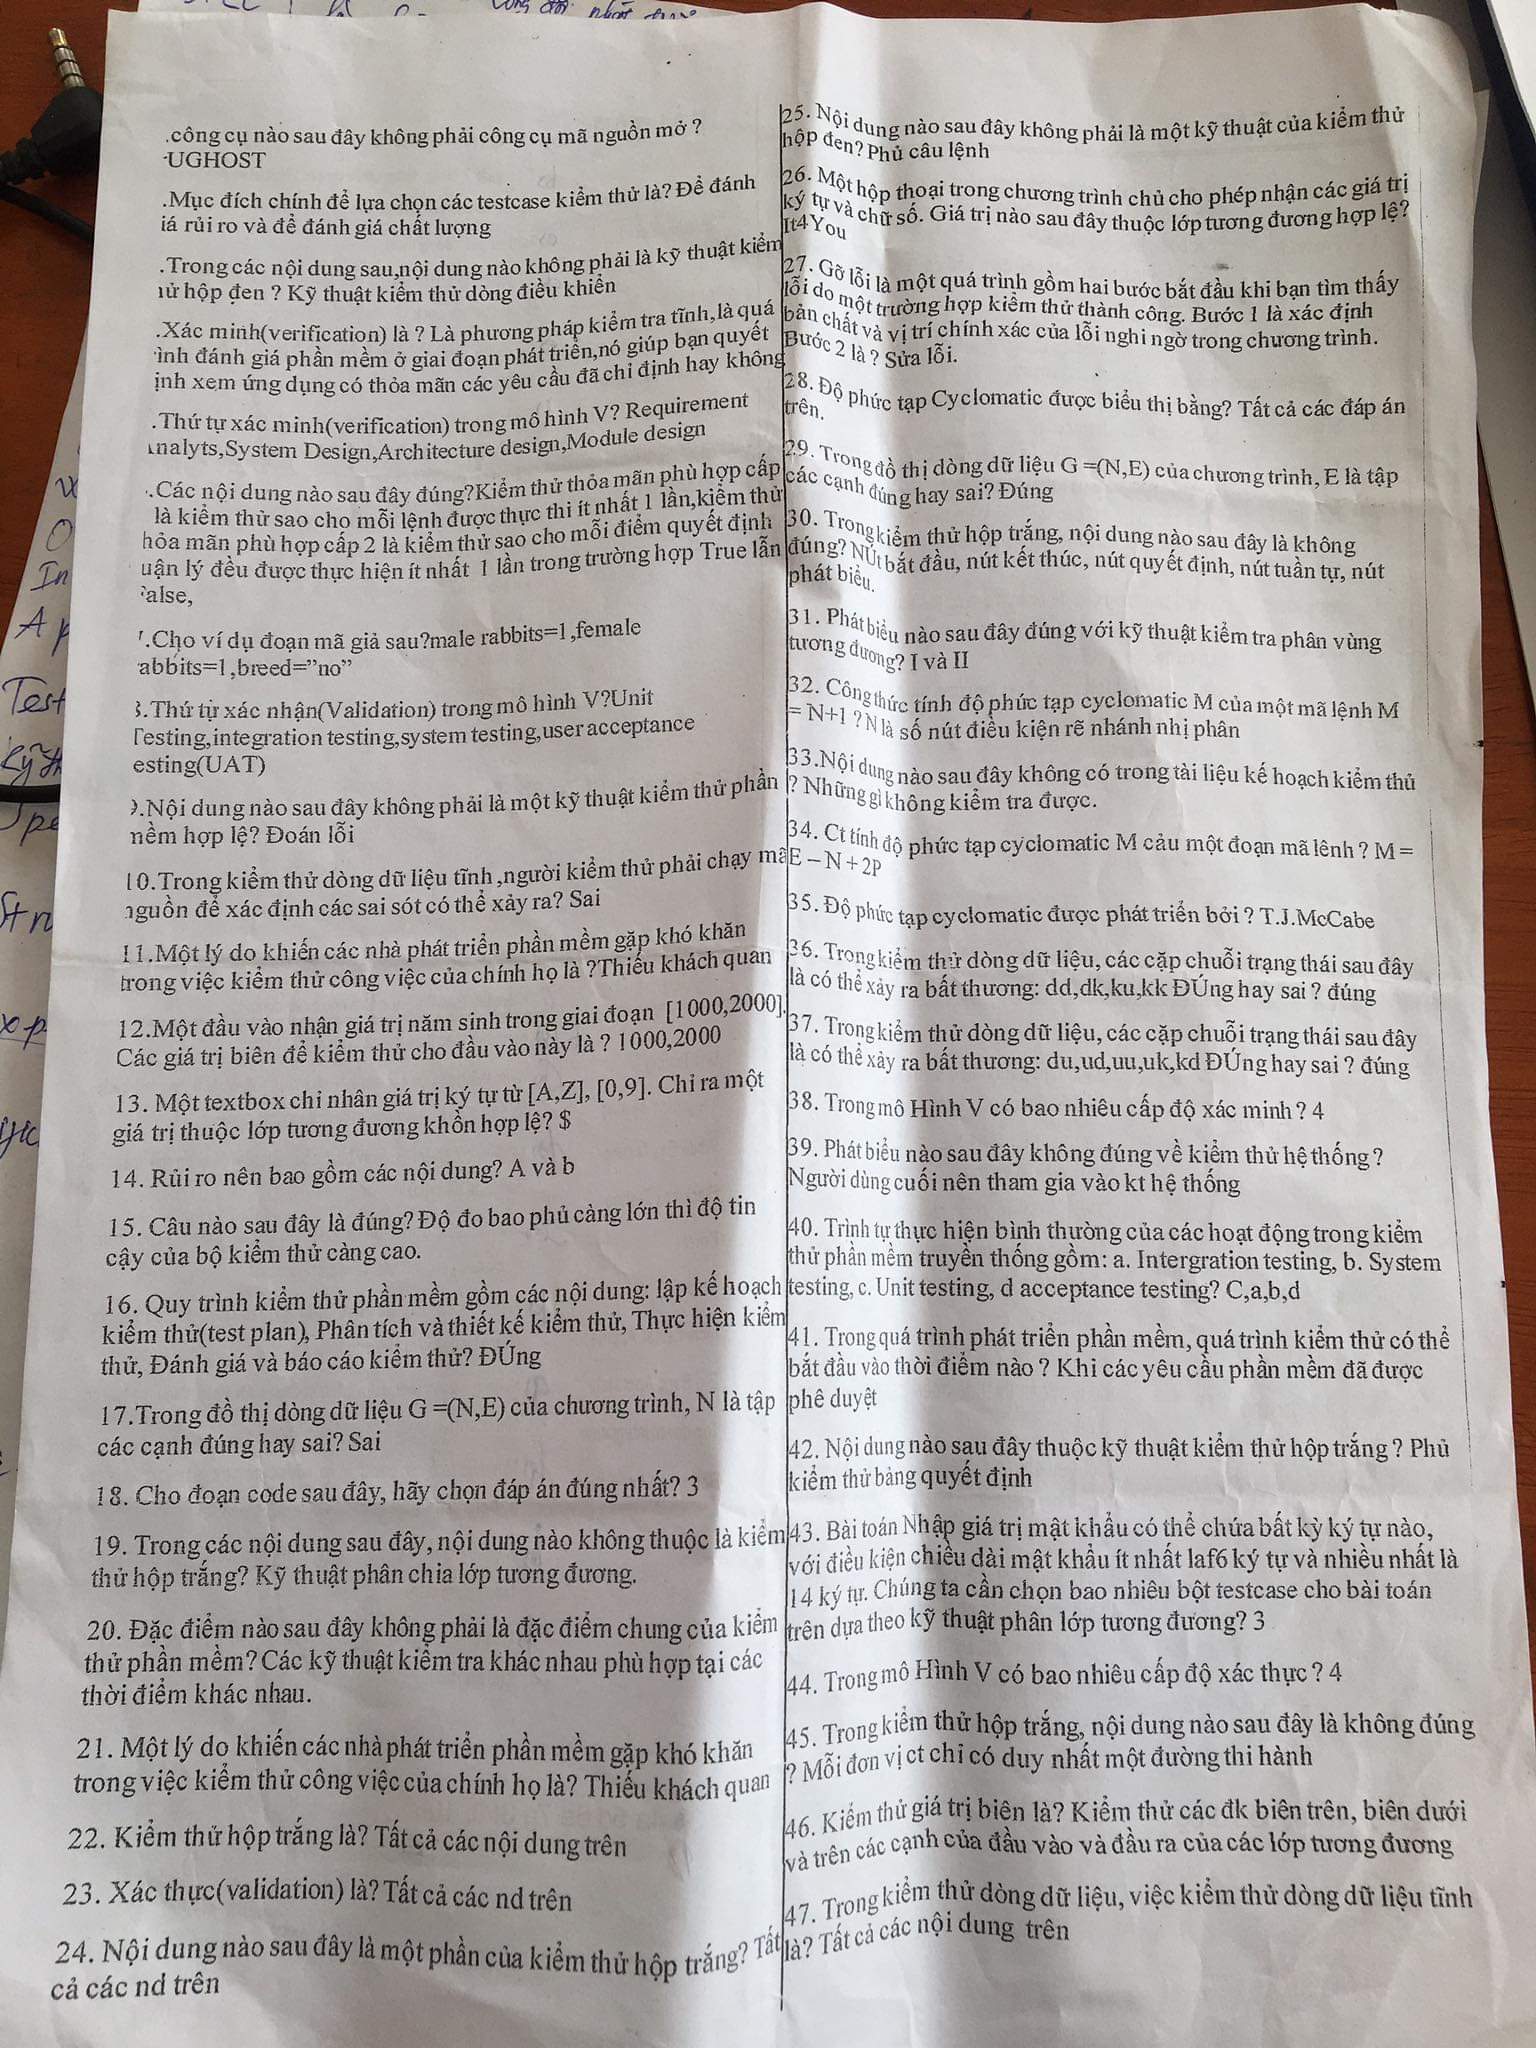 .công cụ nào sau đây không phải công cụ mã nguồn mở ?
UGHOST
.Mục đích chính để lựa chọn các testcase kiểm thử là? Để đánh
iá rủi ro và để đánh giá chất lượng
.Trong các nội dung sau,nội dung nào không phải là kỹ thuật kiểm
ử hộp đen ? Kỹ thuật kiểm thử dòng điều khiển
.Xác minh(verification) là ? Là phương pháp kiểm tra tĩnh,là quá
rình đánh giá phần mềm ở giai đoạn phát triển,nó giúp bạn quyết
ịnh xem ứng dụng có thỏa mãn các yêu cầu đã chỉ định hay không
.Thứ tự xác minh(verification) trong mô hình V? Requirement
nalyts,System Design,Architecture design,Module design
.Các nội dung nào sau đây đúng?Kiểm thử thỏa mãn phù hợp cấp
là kiểm thử sao cho mỗi lệnh được thực thi ít nhất 1 lần,kiểm thử
hỏa mãn phù hợp cấp 2 là kiểm thử sao cho mỗi điểm quyết định
uận lý đều được thực hiện ít nhất 1 lần trong trường hợp True lẫn
alse,
.Cho ví dụ đoạn mã giả sau?male rabbits=1,female
abbits=1,breed="no"
8.Thứ tự xác nhận(Validation) trong mô hình V?Unit
Testing,integration testing,system testing,user acceptance
esting(UAT)
9.Nội dung nào sau đây không phải là một kỹ thuật kiểm thử phần
mềm hợp lệ? Đoán lỗi
10.Trong kiểm thử dòng dữ liệu tĩnh ,người kiểm thử phải chạy mã
nguồn để xác định các sai sót có thể xảy ra? Sai
11.Một lý do khiến các nhà phát triển phần mềm gặp khó khăn
trong việc kiểm thử công việc của chính họ là ?Thiếu khách quan
12.Một đầu vào nhận giá trị năm sinh trong giai đoạn [1000,2000].
Các giá trị biên để kiểm thử cho đầu vào này là ? 1000,2000
13. Một textbox chỉ nhân giá trị ký tự từ [A,Z], [0,9]. Chỉ ra một
giá trị thuộc lớp tương đương khồn hợp lệ? $
14. Rủi ro nên bao gồm các nội dung? A và b
15. Câu nào sau đây là đúng? Độ đo bao phủ càng lớn thì độ tin
cậy của bộ kiểm thử càng cao.
16. Quy trình kiểm thử phần mềm gồm các nội dung: lập kế hoạch
kiểm thử(test plan), Phân tích và thiết kế kiểm thử, Thực hiện kiểm
thử, Đánh giá và báo cáo kiểm thử? ĐÚng
17.Trong đồ thị dòng dữ liệu G =(N,E) của chương trình, N là tập
các cạnh đúng hay sai? Sai
18. Cho đoạn code sau đây, hãy chọn đáp án đúng nhất? 3
19. Trong các nội dung sau đây, nội dung nào không thuộc là kiểm
thử hộp trắng? Kỹ thuật phân chia lớp tương đương.
20. Đặc điểm nào sau đây không phải là đặc điểm chung của kiểm
thử phần mềm? Các kỹ thuật kiểm tra khác nhau phù hợp tại các
thời điểm khác nhau.
21. Một lý do khiến các nhà phát triển phần mềm gặp khó khăn
trong việc kiểm thử công việc của chính họ là? Thiếu khách quan
22. Kiểm thử hộp trắng là? Tất cả các nội dung trên
23. Xác thực(validation) là? Tất cả các nd trên
24. Nội dung nào sau đây là một phần của kiểm thử hộp trắng? Tất
cả các nd trên
25. Nội dung nào sau đây không phải là một kỹ thuật của kiểm thử
hộp đen? Phủ câu lệnh
26. Một hộp thoại trong chương trình chủ cho phép nhận các giá trị
ký tự và chữ số. Giá trị nào sau đây thuộc lớp tương đương hợp lệ?
It4You
27. Gỡ lỗi là một quá trình gồm hai bước bắt đầu khi bạn tìm thấy
lỗi do một trường hợp kiểm thử thành công. Bước 1 là xác định
bản chất và vị trí chính xác của lỗi nghi ngờ trong chương trình.
Bước 2 là ? Sửa lỗi.
28. Độ phức tạp Cyclomatic được biểu thị bằng? Tất cả các đáp án
trên.
29. Trong đồ thị dòng dữ liệu G =(N,E) của chương trình, E là tập
các cạnh đúng hay sai? Đúng
30. Trong kiểm thử hộp trắng, nội dung nào sau đây là không
đúng? NÚt bắt đầu, nút kết thúc, nút quyết định, nút tuần tự, nút
phát biểu.
31. Phát biểu nào sau đây đúng với kỹ thuật kiểm tra phân vùng
tương đương? I và II
32. Công thức tính độ phức tạp cyclomatic M của một mã lệnh M
= N+1 ? N là số nút điều kiện rẽ nhánh nhị phân
33.Nội dung nào sau đây không có trong tài liệu kế hoạch kiểm thủ
? Những gì không kiểm tra được.
34. Ct tính độ phức tạp cyclomatic M cảu một đoạn mã lênh ? M =
E – N + 2P
35. Độ phức tạp cyclomatic được phát triển bởi ? T.J.McCabe
36. Trong kiểm thử dòng dữ liệu, các cặp chuỗi trạng thái sau đây
là có thể xảy ra bất thương: dd,dk,ku,kk ĐÚng hay sai ? đúng
37. Trong kiểm thử dòng dữ liệu, các cặp chuỗi trạng thái sau đây
là có thể xảy ra bất thương: du,ud,uu,uk,kd ĐÚng hay sai ? đúng
38. Trong mô Hình V có bao nhiêu cấp độ xác minh ? 4
39. Phát biểu nào sau đây không đúng về kiểm thử hệ thống ?
Người dùng cuối nên tham gia vào kt hệ thống
40. Trình tự thực hiện bình thường của các hoạt động trong kiểm
thử phần mềm truyền thống gồm: a. Intergration testing, b. System
testing, c. Unit testing, d acceptance testing? C,a,b,d
41. Trong quá trình phát triển phần mềm, quá trình kiểm thử có thể
bắt đầu vào thời điểm nào ? Khi các yêu cầu phần mềm đã được
phê duyệt
42. Nội dung nào sau đây thuộc kỹ thuật kiểm thử hộp trắng ? Phủ
kiểm thử bảng quyết định
43. Bài toán Nhập giá trị mật khẩu có thể chứa bất kỳ ký tự nào,
với điều kiện chiều dài mật khẩu ít nhất laf6 ký tự và nhiều nhất là
14 ký tự. Chúng ta cần chọn bao nhiêu bột testcase cho bài toán
trên dựa theo kỹ thuật phân lớp tương đương? 3
44. Trong mô Hình V có bao nhiêu cấp độ xác thực ? 4
45. Trong kiểm thử hộp trắng, nội dung nào sau đây là không đúng
? Mỗi đơn vị ct chỉ có duy nhất một đường thi hành
46. Kiểm thử giá trị biên là? Kiểm thử các đk biên trên, biên dưới
và trên các cạnh của đầu vào và đầu ra của các lớp tương đương
47. Trong kiểm thử dòng dữ liệu, việc kiểm thử dòng dữ liệu tĩnh
là? Tất cả các nội dung trên